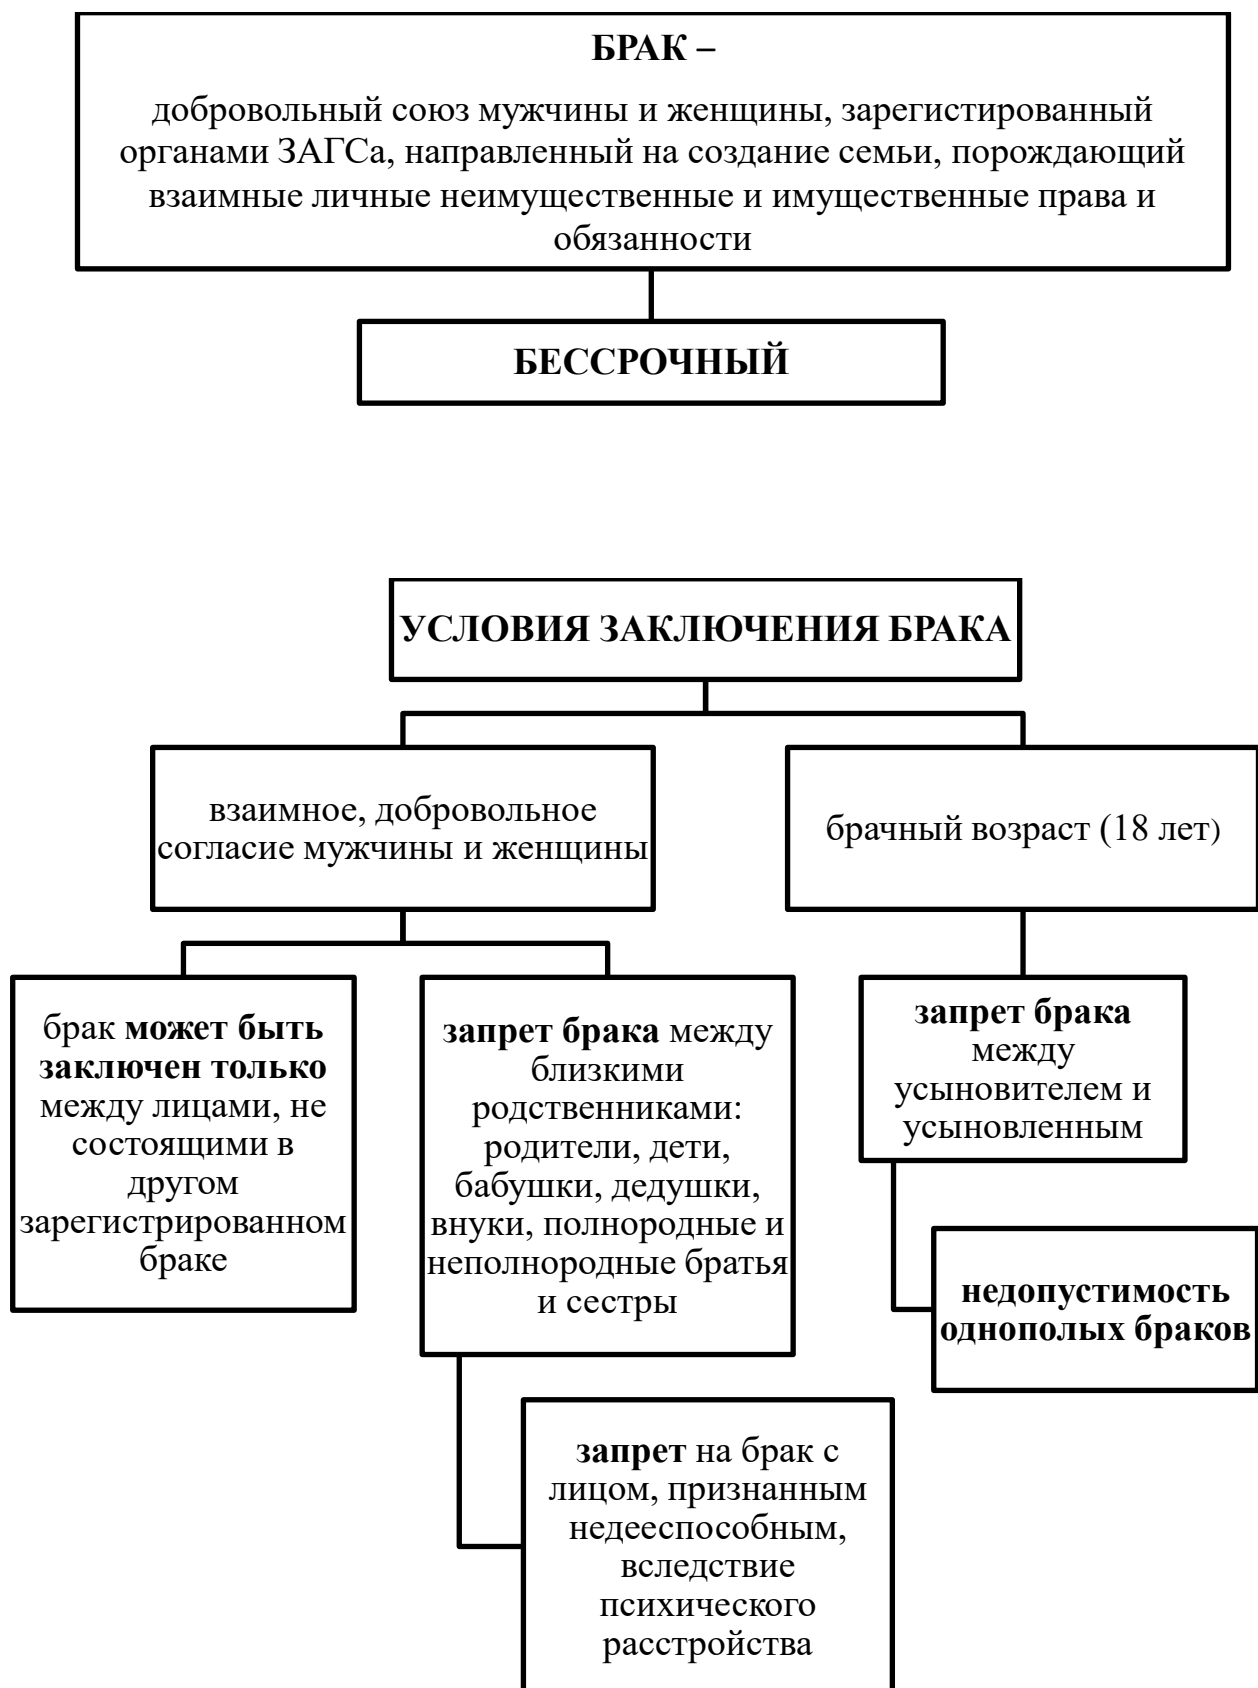 БРАК –
добровольный союз мужчины и женщины, зарегистированный
органами ЗАГСа, направленный на создание семьи, порождающий
взаимные личные неимущественные и имущественные права и
обязанности
БЕССРОЧНЫЙ
УСЛОВИЯ ЗАКЛЮЧЕНИЯ БРАКА
взаимное, добровольное
согласие мужчины и женщины
брачный возраст (18 лет)
брак может быть
заключен только
между лицами, не
состоящими в
другом
зарегистрированном
браке
запрет брака между
близкими
родственниками:
родители, дети,
бабушки, дедушки,
внуки, полнородные и
неполнородные братья
и сестры
запрет брака
между
усыновителем и
усыновленным
недопустимость
однополых браков
запрет на брак с
лицом, признанным
недееспособным,
вследствие
психического
расстройства